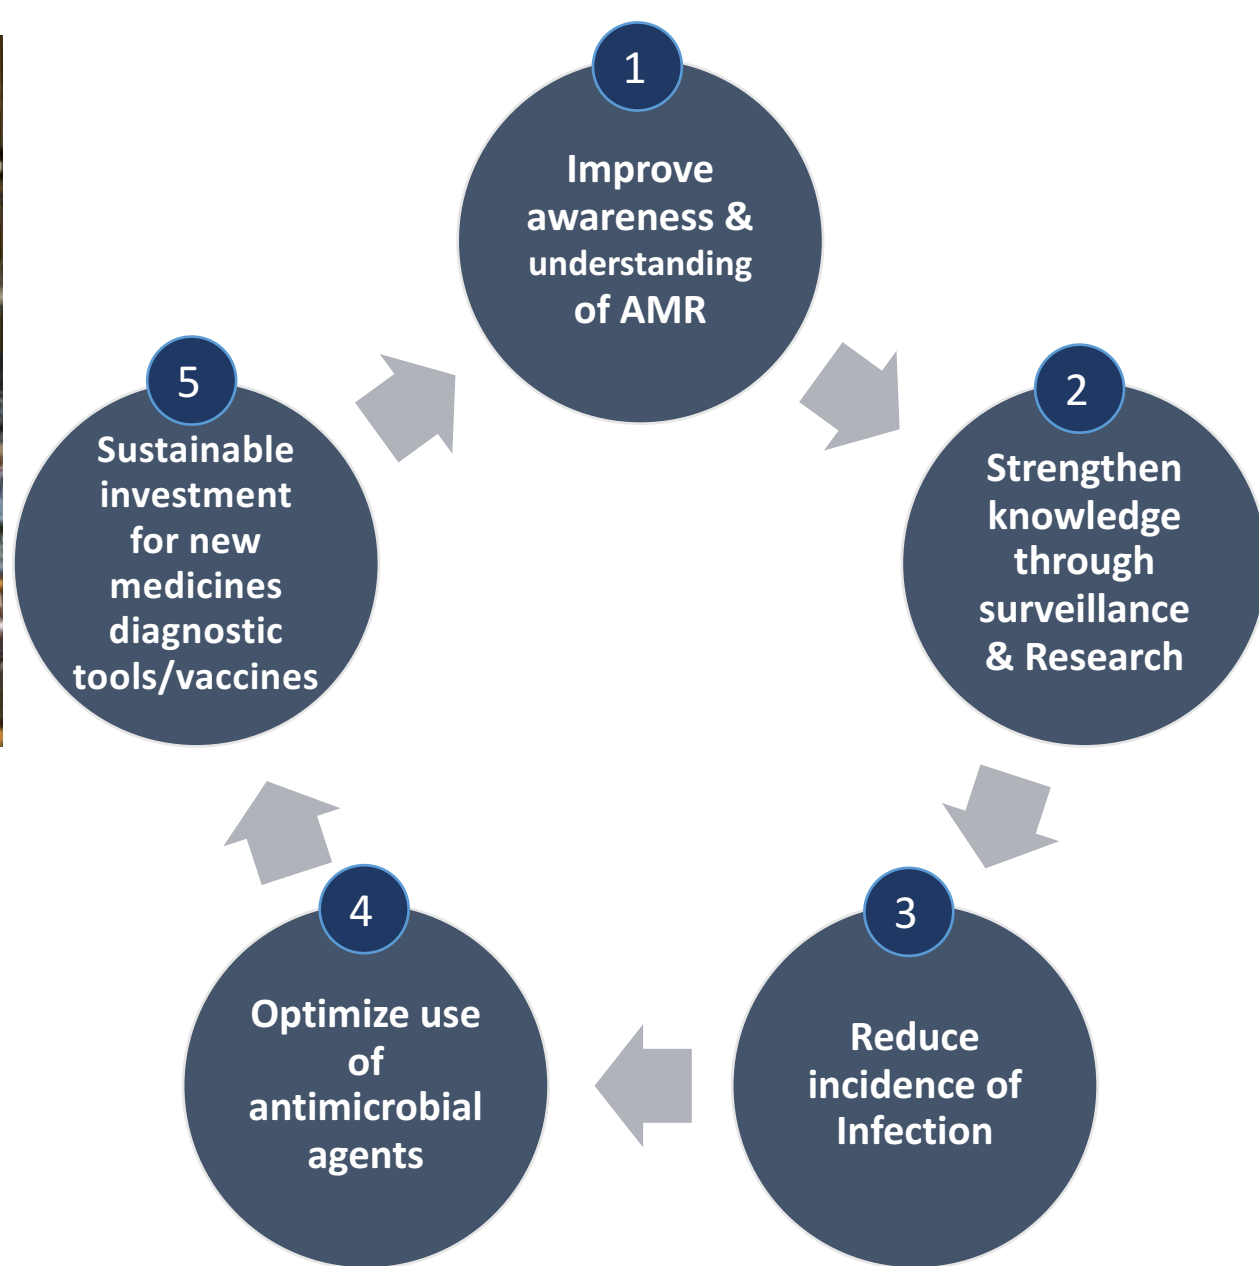 1
Improve
awareness &
understanding
of AMR
2
Strengthen
knowledge
through
surveillance
& Research
3
Reduce
incidence of
Infection
4
Optimize use
of
antimicrobial
agents
5
Sustainable
investment
for new
medicines
diagnostic
tools/vaccines